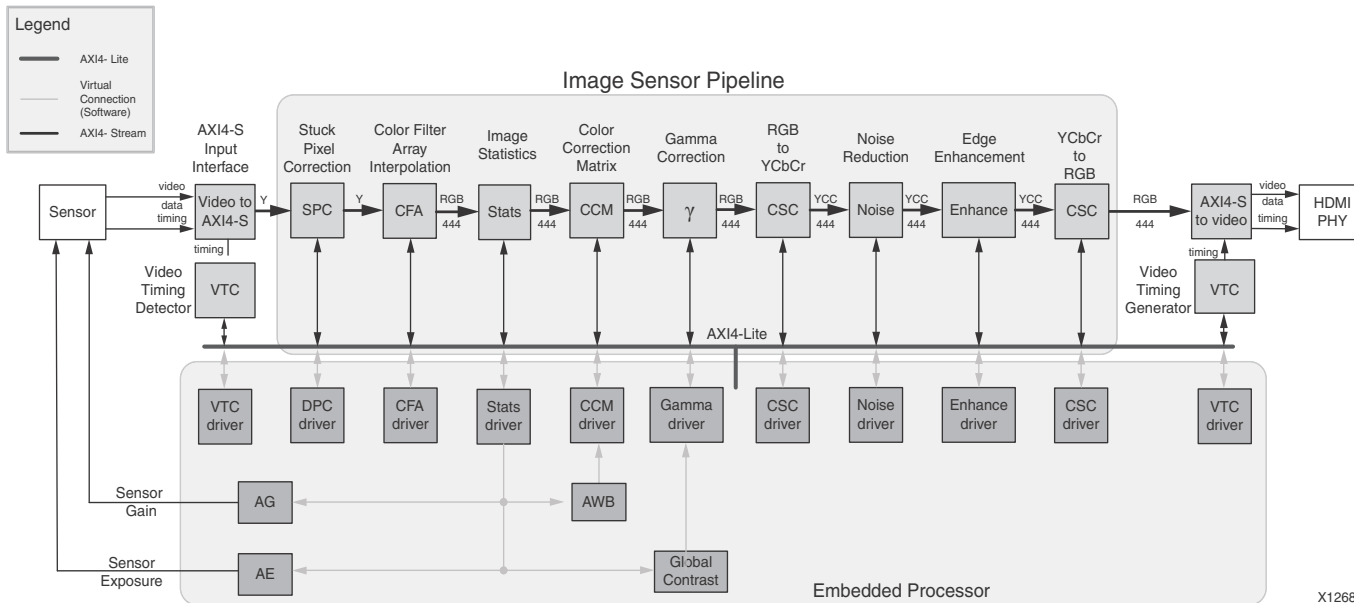 Legend
AXI4- Lite
Virtual
Connection
(Software)
AXI4- Stream
Image Sensor Pipeline
AXI4-S
Input
Interface
Stuck
Pixel
Correction
Color Filter
Array
Interpolation
Image
Statistics
Color
Correction
Matrix
Gamma
Correction
RGB
to
YCbCr
Noise
Reduction
Edge
Enhancement
YCbCr
to
RGB
Sensor
video
data
timing
Video to
AXI4-S
Y
SPC
Y
CFA
RGB
444
Stats
RGB
444
CCM
RGB
444
γ
RGB
444
CSC
YCC
444
Noise
YCC
444
Enhance
YCC
444
CSC
RGB
444
AXI4-S
to video
video
data
timing
HDMI
PHY
timing
Video
Timing
Detector
VTC
timing
Video
Timing
Generator
VTC
AXI4-Lite
VTC
driver
DPC
driver
CFA
driver
Stats
driver
CCM
driver
Gamma
driver
CSC
driver
Noise
driver
Enhance
driver
CSC
driver
VTC
driver
Sensor
Gain
AG
AWB
Sensor
Exposure
AE
Global
Contrast
Embedded Processor
X1268